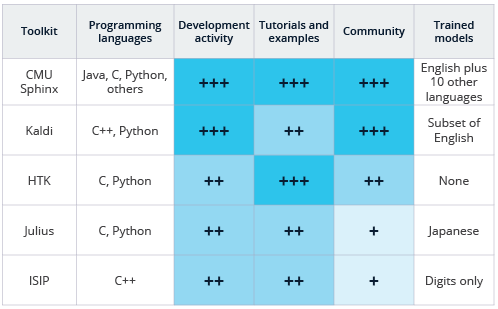 Toolkit
Programming
languages
Development
activity
Tutorials and
examples
Community
Trained
models
CMU
Sphinx
Java, C, Python,
others
+++
+++
+++
English plus
10 other
languages
Kaldi
C++, Python
+++
++
+++
Subset of
English
HTK
C, Python
++
+++
++
None
Julius
C, Python
++
++
+
Japanese
ISIP
C++
++
++
+
Digits only